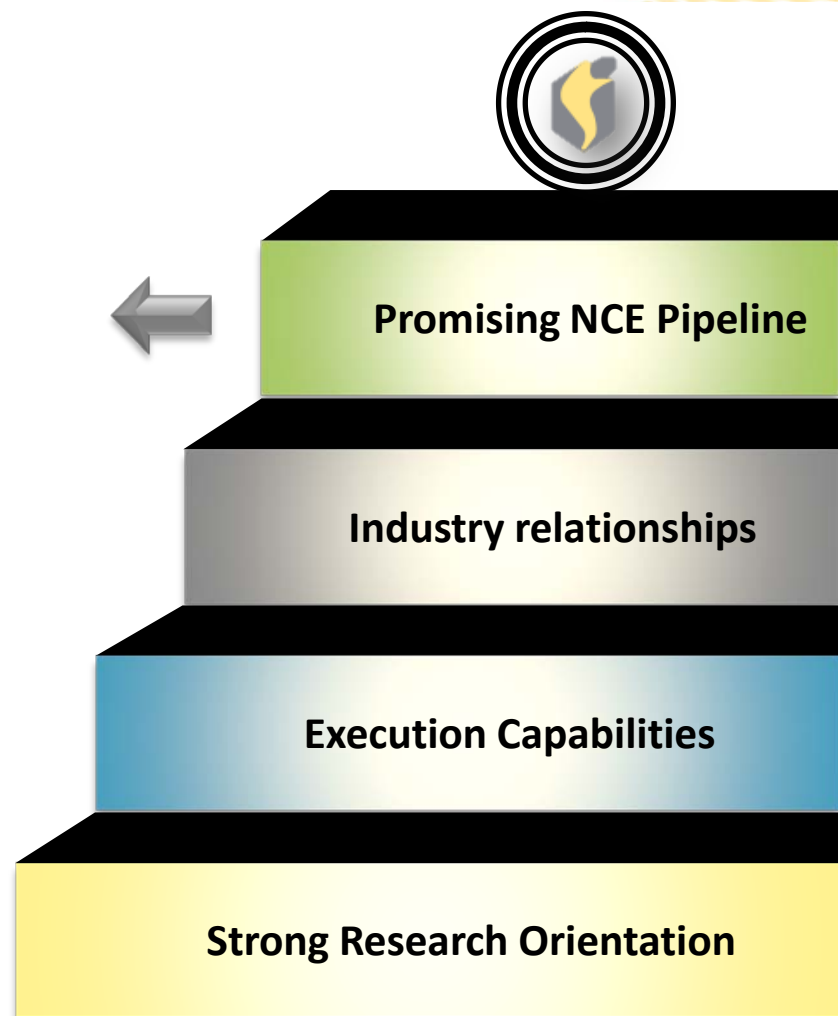 Promising NCE Pipeline
Industry relationships
Execution Capabilities
Strong Research Orientation